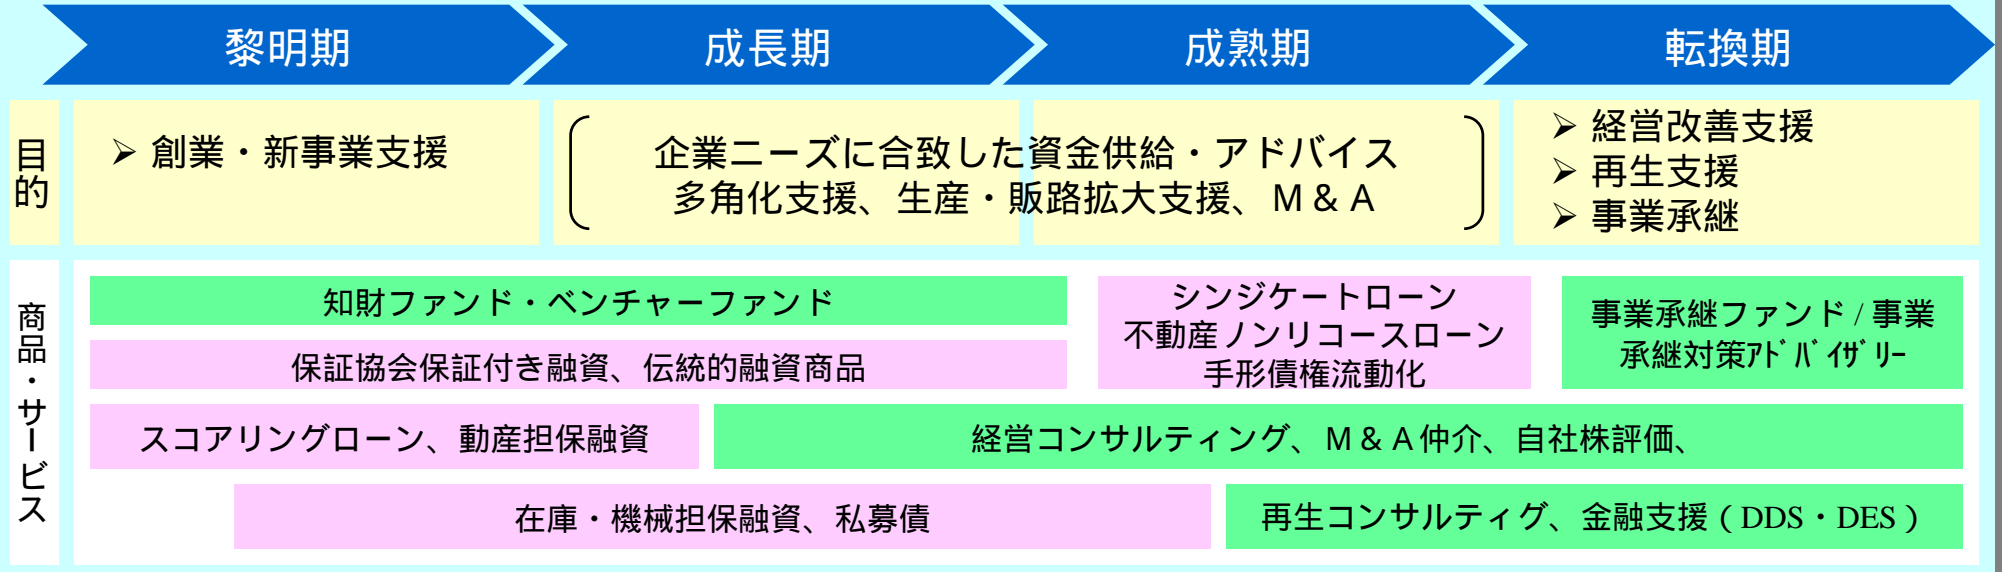 黎明期
成長期
成熟期
転換期
目的
➢ 創業・新事業支援
企業ニーズに合致した資金供給・アドバイス
多角化支援、生産・販路拡大支援、Ｍ＆Ａ
➢ 経営改善支援
➢ 再生支援
➢ 事業承継
商品・サービス
知財ファンド・ベンチャーファンド
シンジケートローン
不動産ノンリコースローン
手形債権流動化
事業承継ファンド / 事業
承継対策ｱﾄﾞﾊﾞｲｻﾞﾘｰ
保証協会保証付き融資、伝統的融資商品
スコアリングローン、動産担保融資
経営コンサルティング、Ｍ＆Ａ仲介、自社株評価、
在庫・機械担保融資、私募債
再生コンサルティグ、金融支援（DDS・DES）